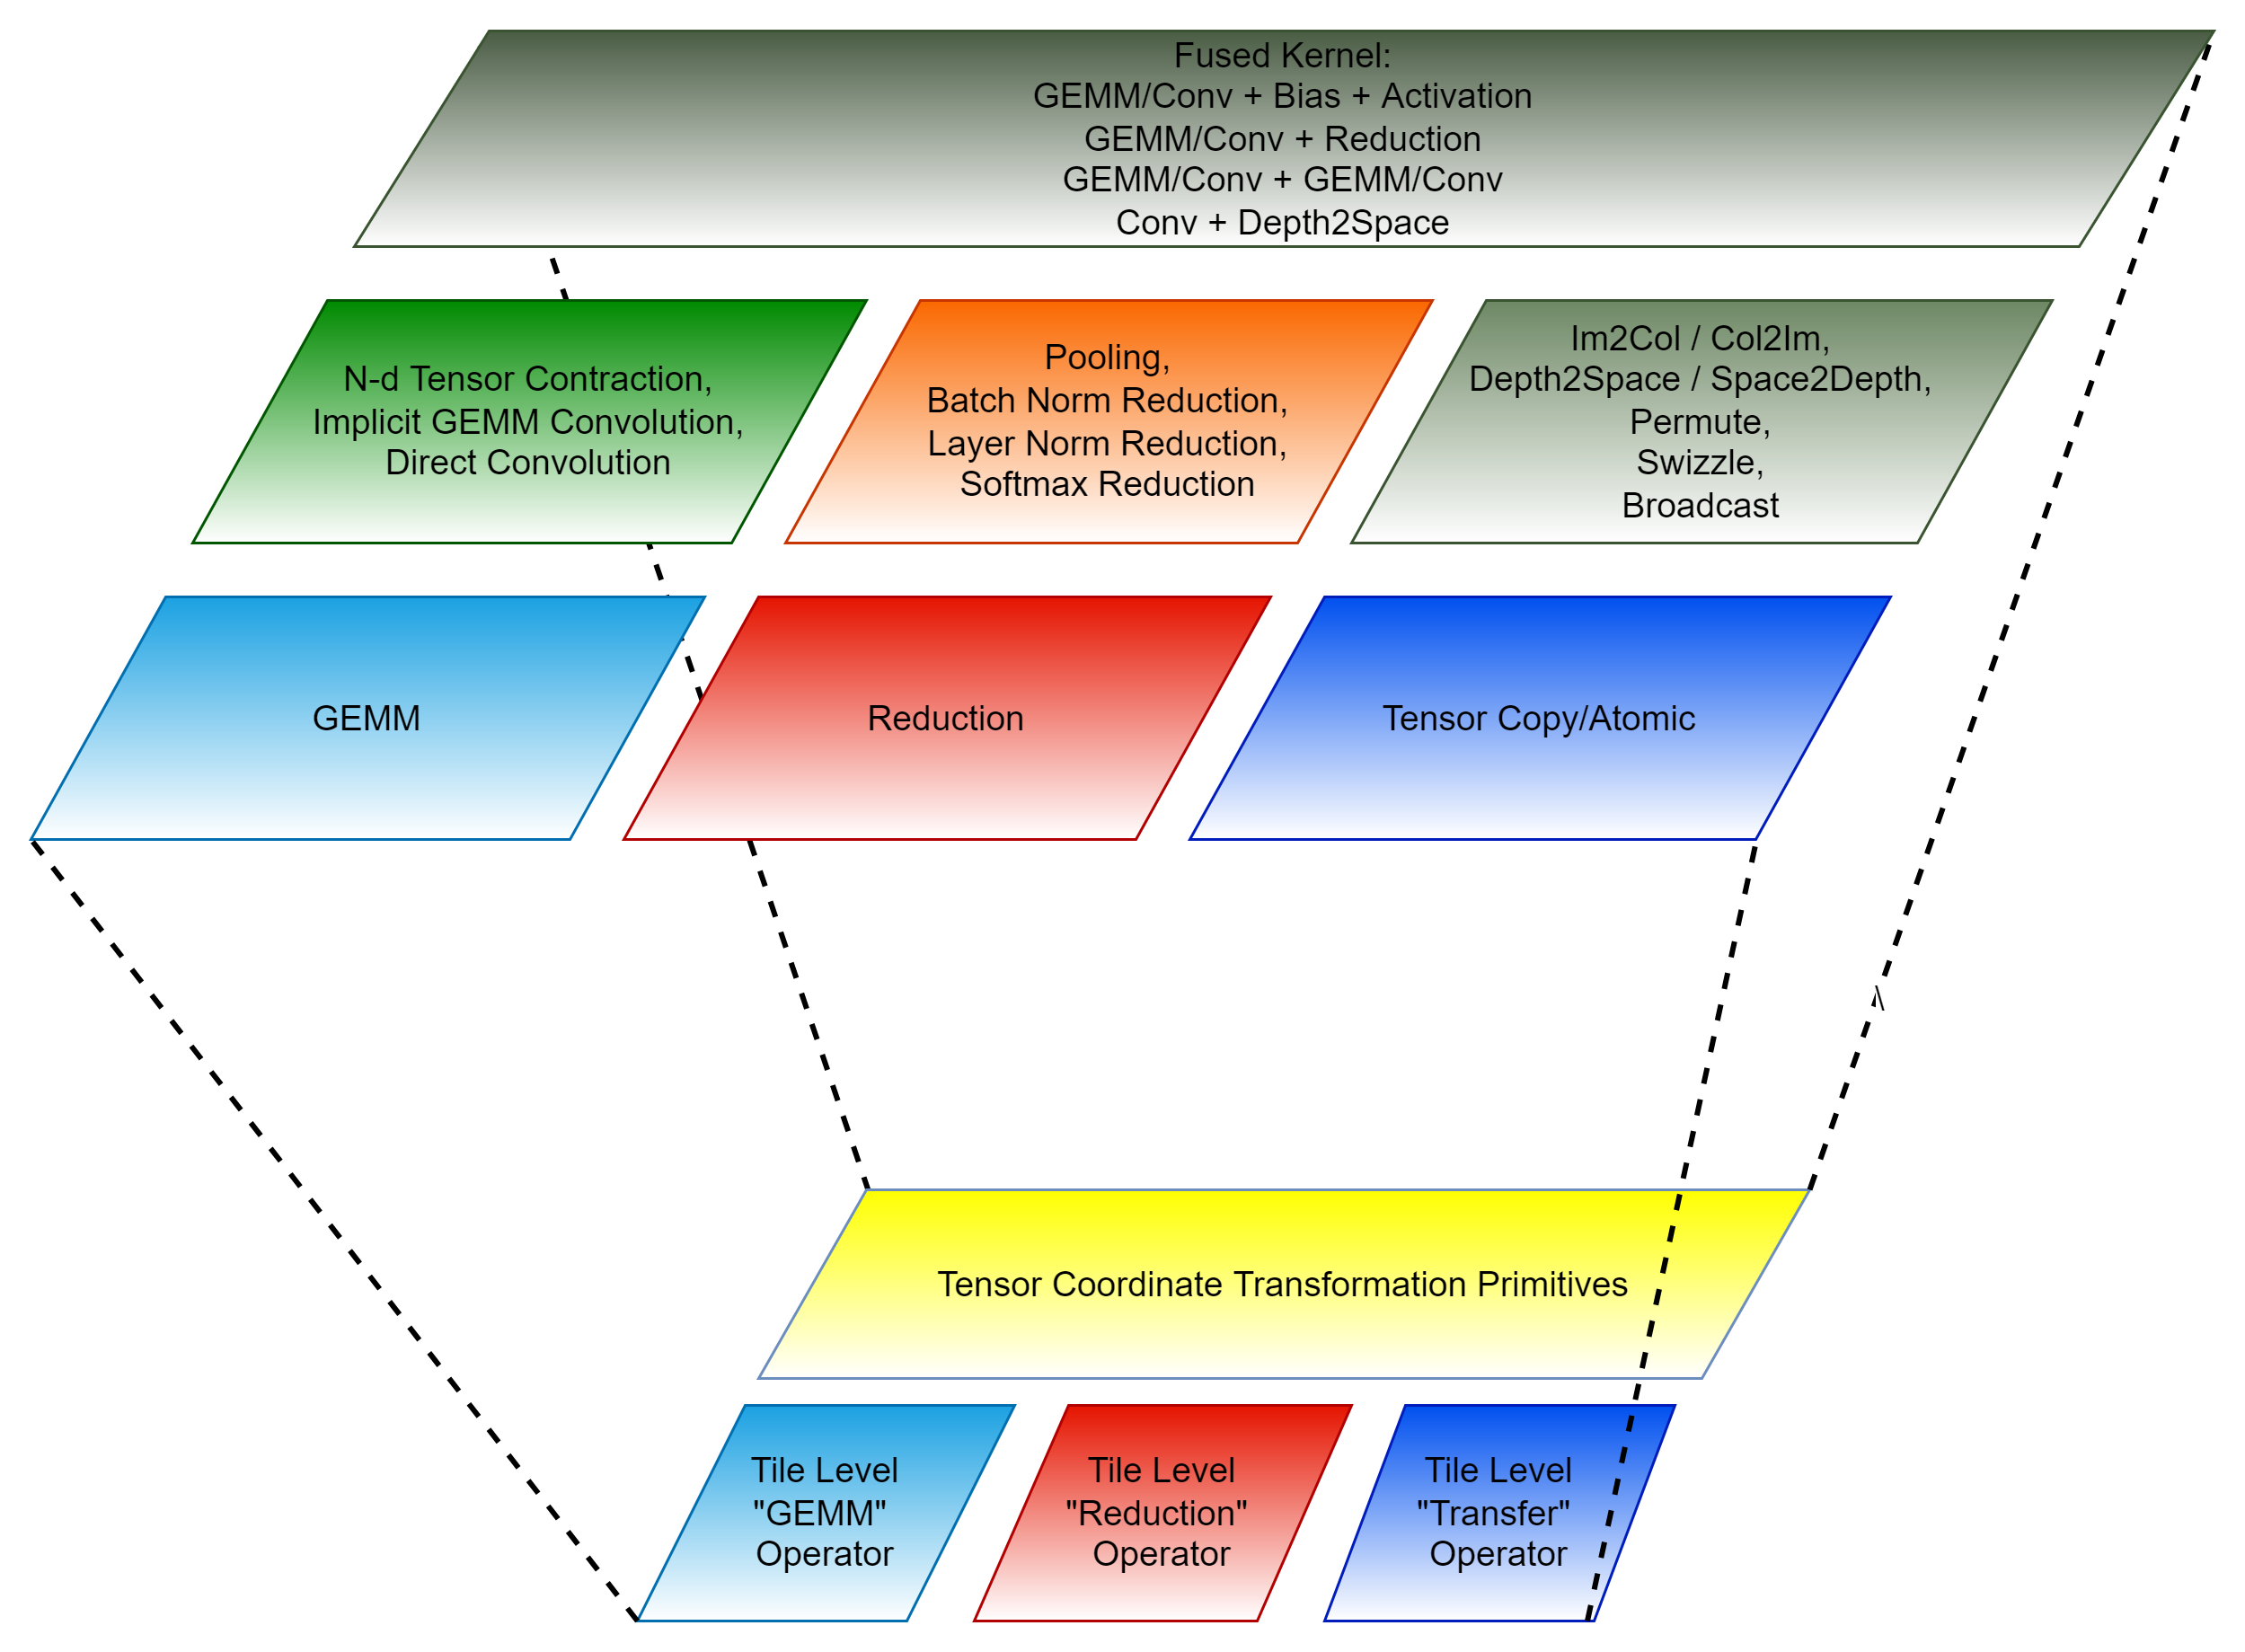 Fused Kernel:
GEMM/Conv + Bias + Activation
GEMM/Conv + Reduction
GEMM/Conv + GEMM/Conv
Conv + Depth2Space
N-d Tensor Contraction,
Implicit GEMM Convolution,
Direct Convolution
Pooling,
Batch Norm Reduction,
Layer Norm Reduction,
Softmax Reduction
Im2Col / Col2Im,
Depth2Space / Space2Depth,
Permute,
Swizzle,
Broadcast
GEMM
Reduction
Tensor Copy/Atomic
Tensor Coordinate Transformation Primitives
Tile Level
"GEMM"
Operator
Tile Level
"Reduction"
Operator
Tile Level
"Transfer"
Operator